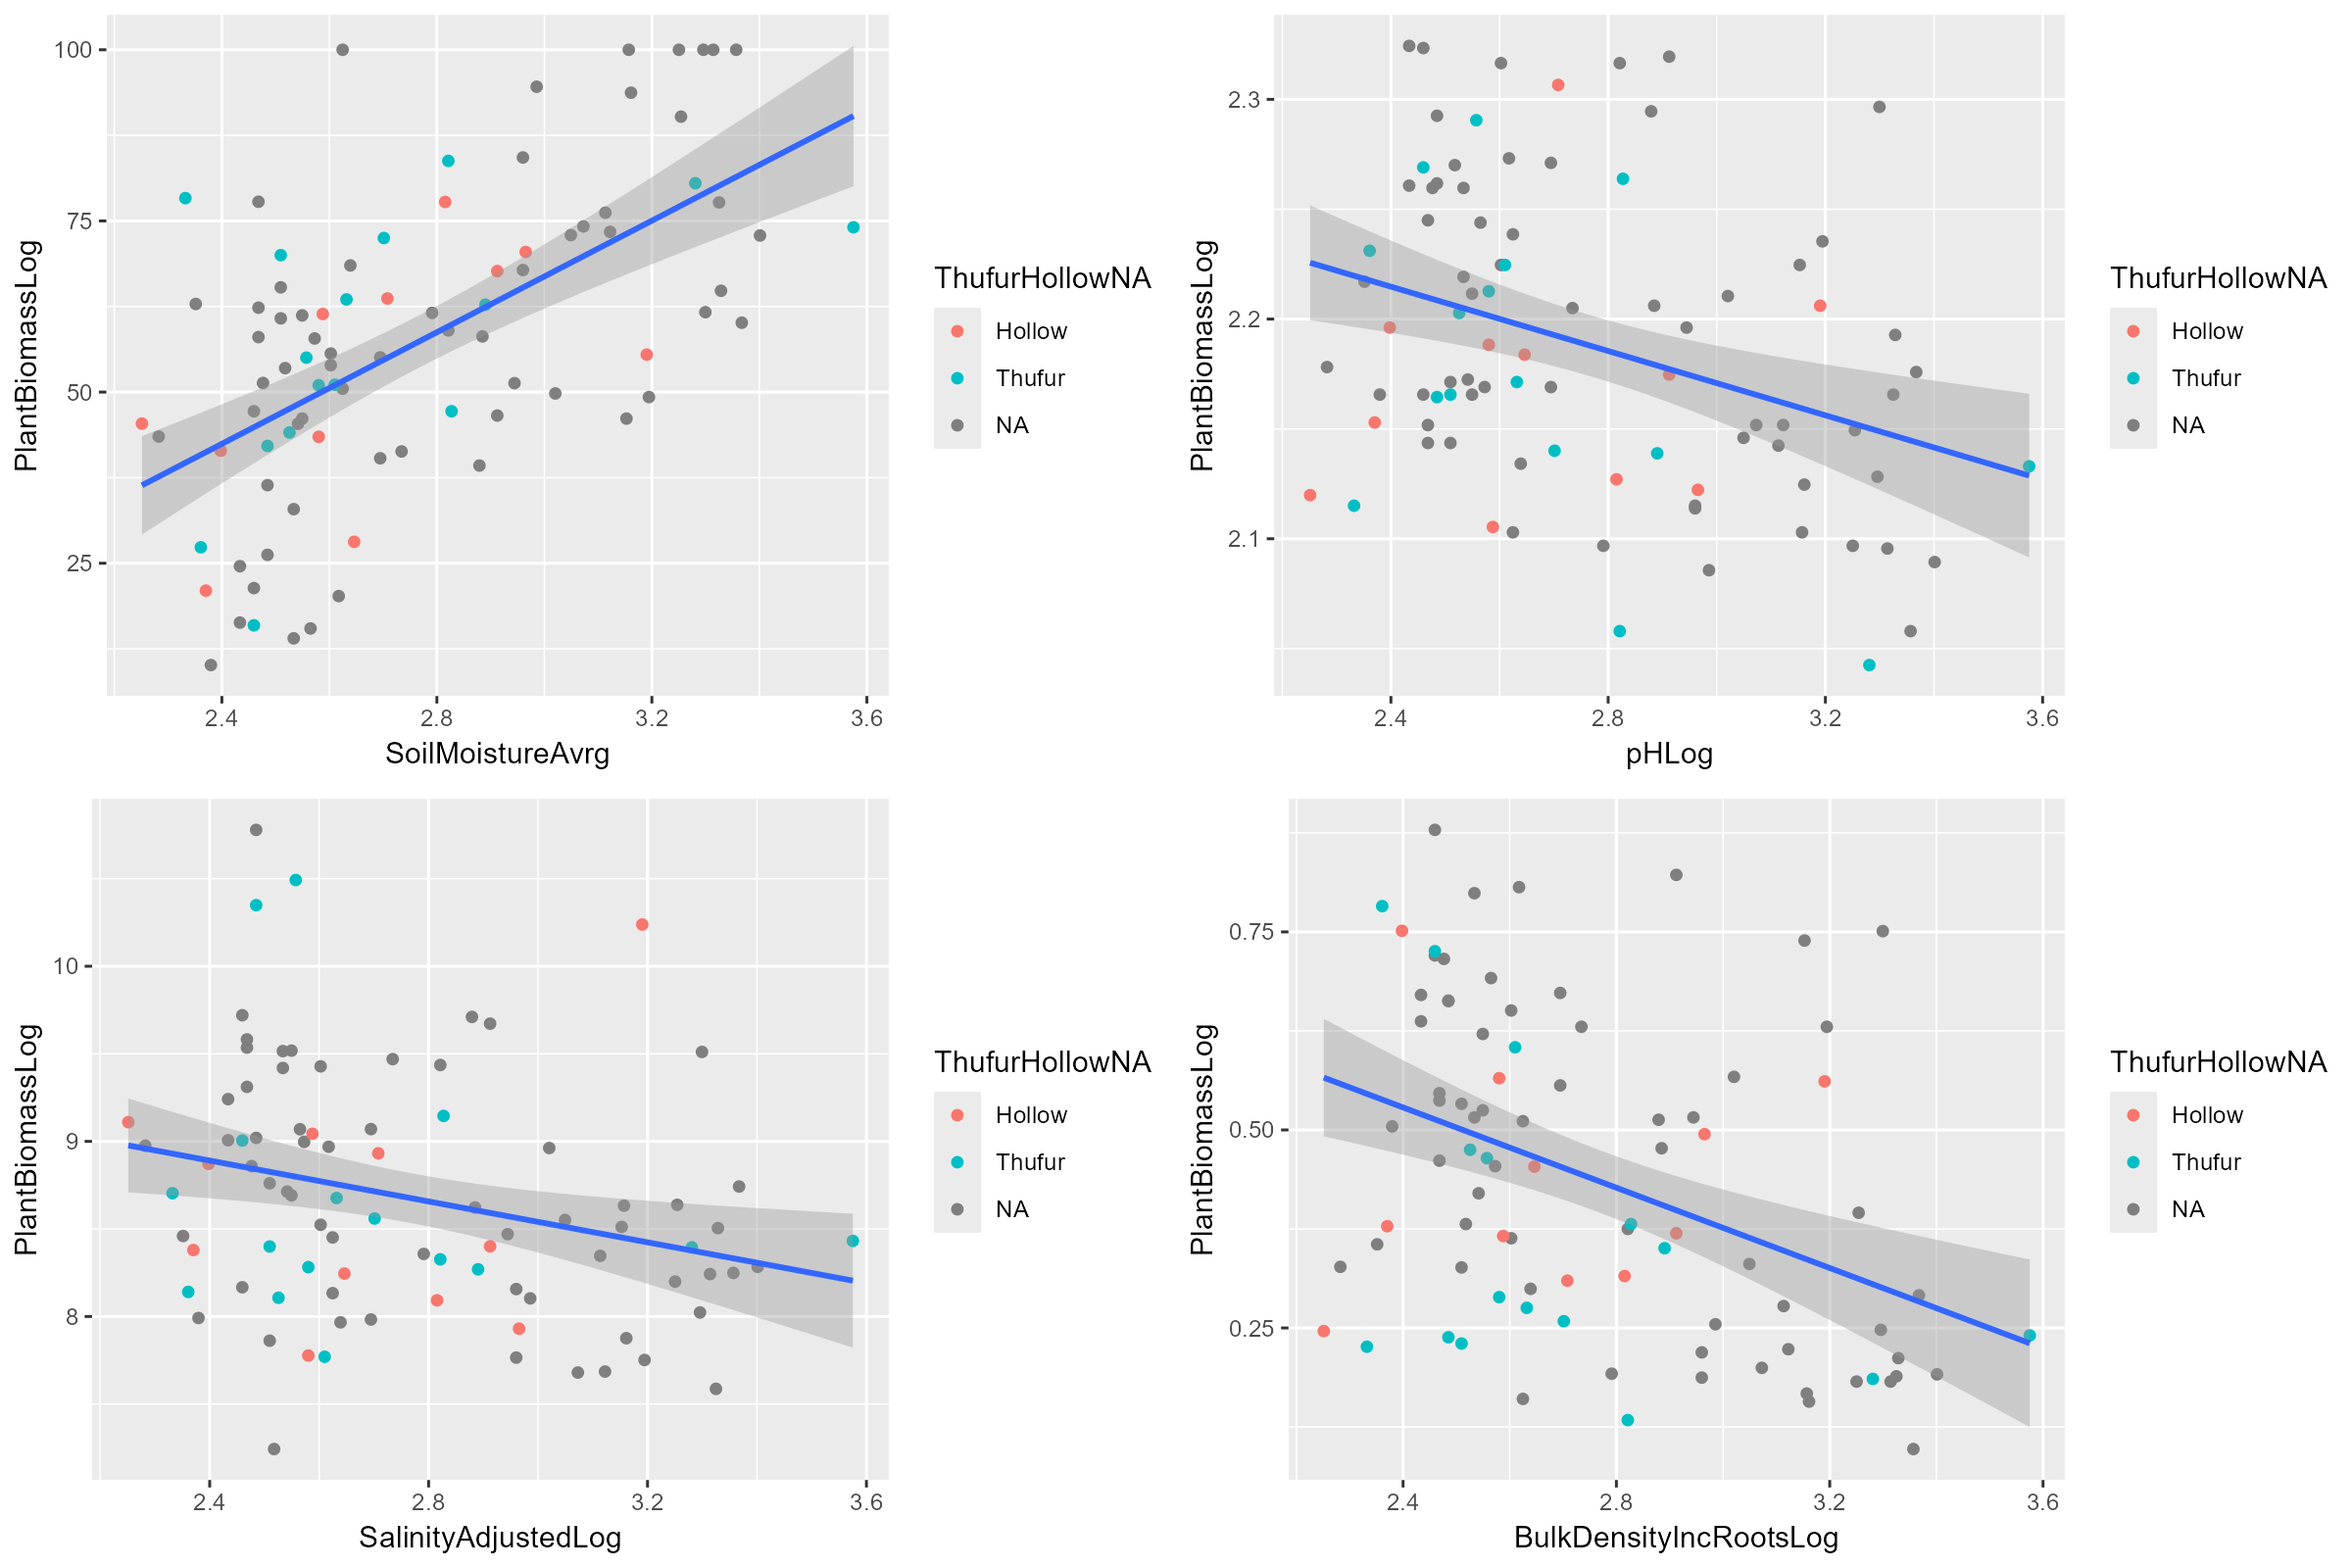 PlantBiomassLog
100
75
50
25
2.4 2.8 3.2 3.6
SoilMoistureAvrg
ThufurHollowNA
Hollow
Thufur
NA
PlantBiomassLog
2.3
2.2
2.1
2.4 2.8 3.2 3.6
pHLog
ThufurHollowNA
Hollow
Thufur
NA
PlantBiomassLog
10
9
8
2.4 2.8 3.2 3.6
SalinityAdjustedLog
ThufurHollowNA
Hollow
Thufur
NA
PlantBiomassLog
0.75
0.50
0.25
2.4 2.8 3.2 3.6
BulkDensityIncRootsLog
ThufurHollowNA
Hollow
Thufur
NA